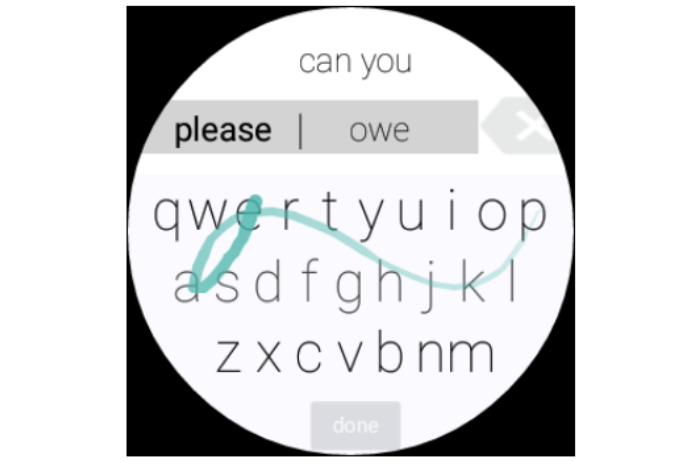 can you
please | owe
q w e r t y u i o p
a s d f g h j k l
z x c v b n m
done